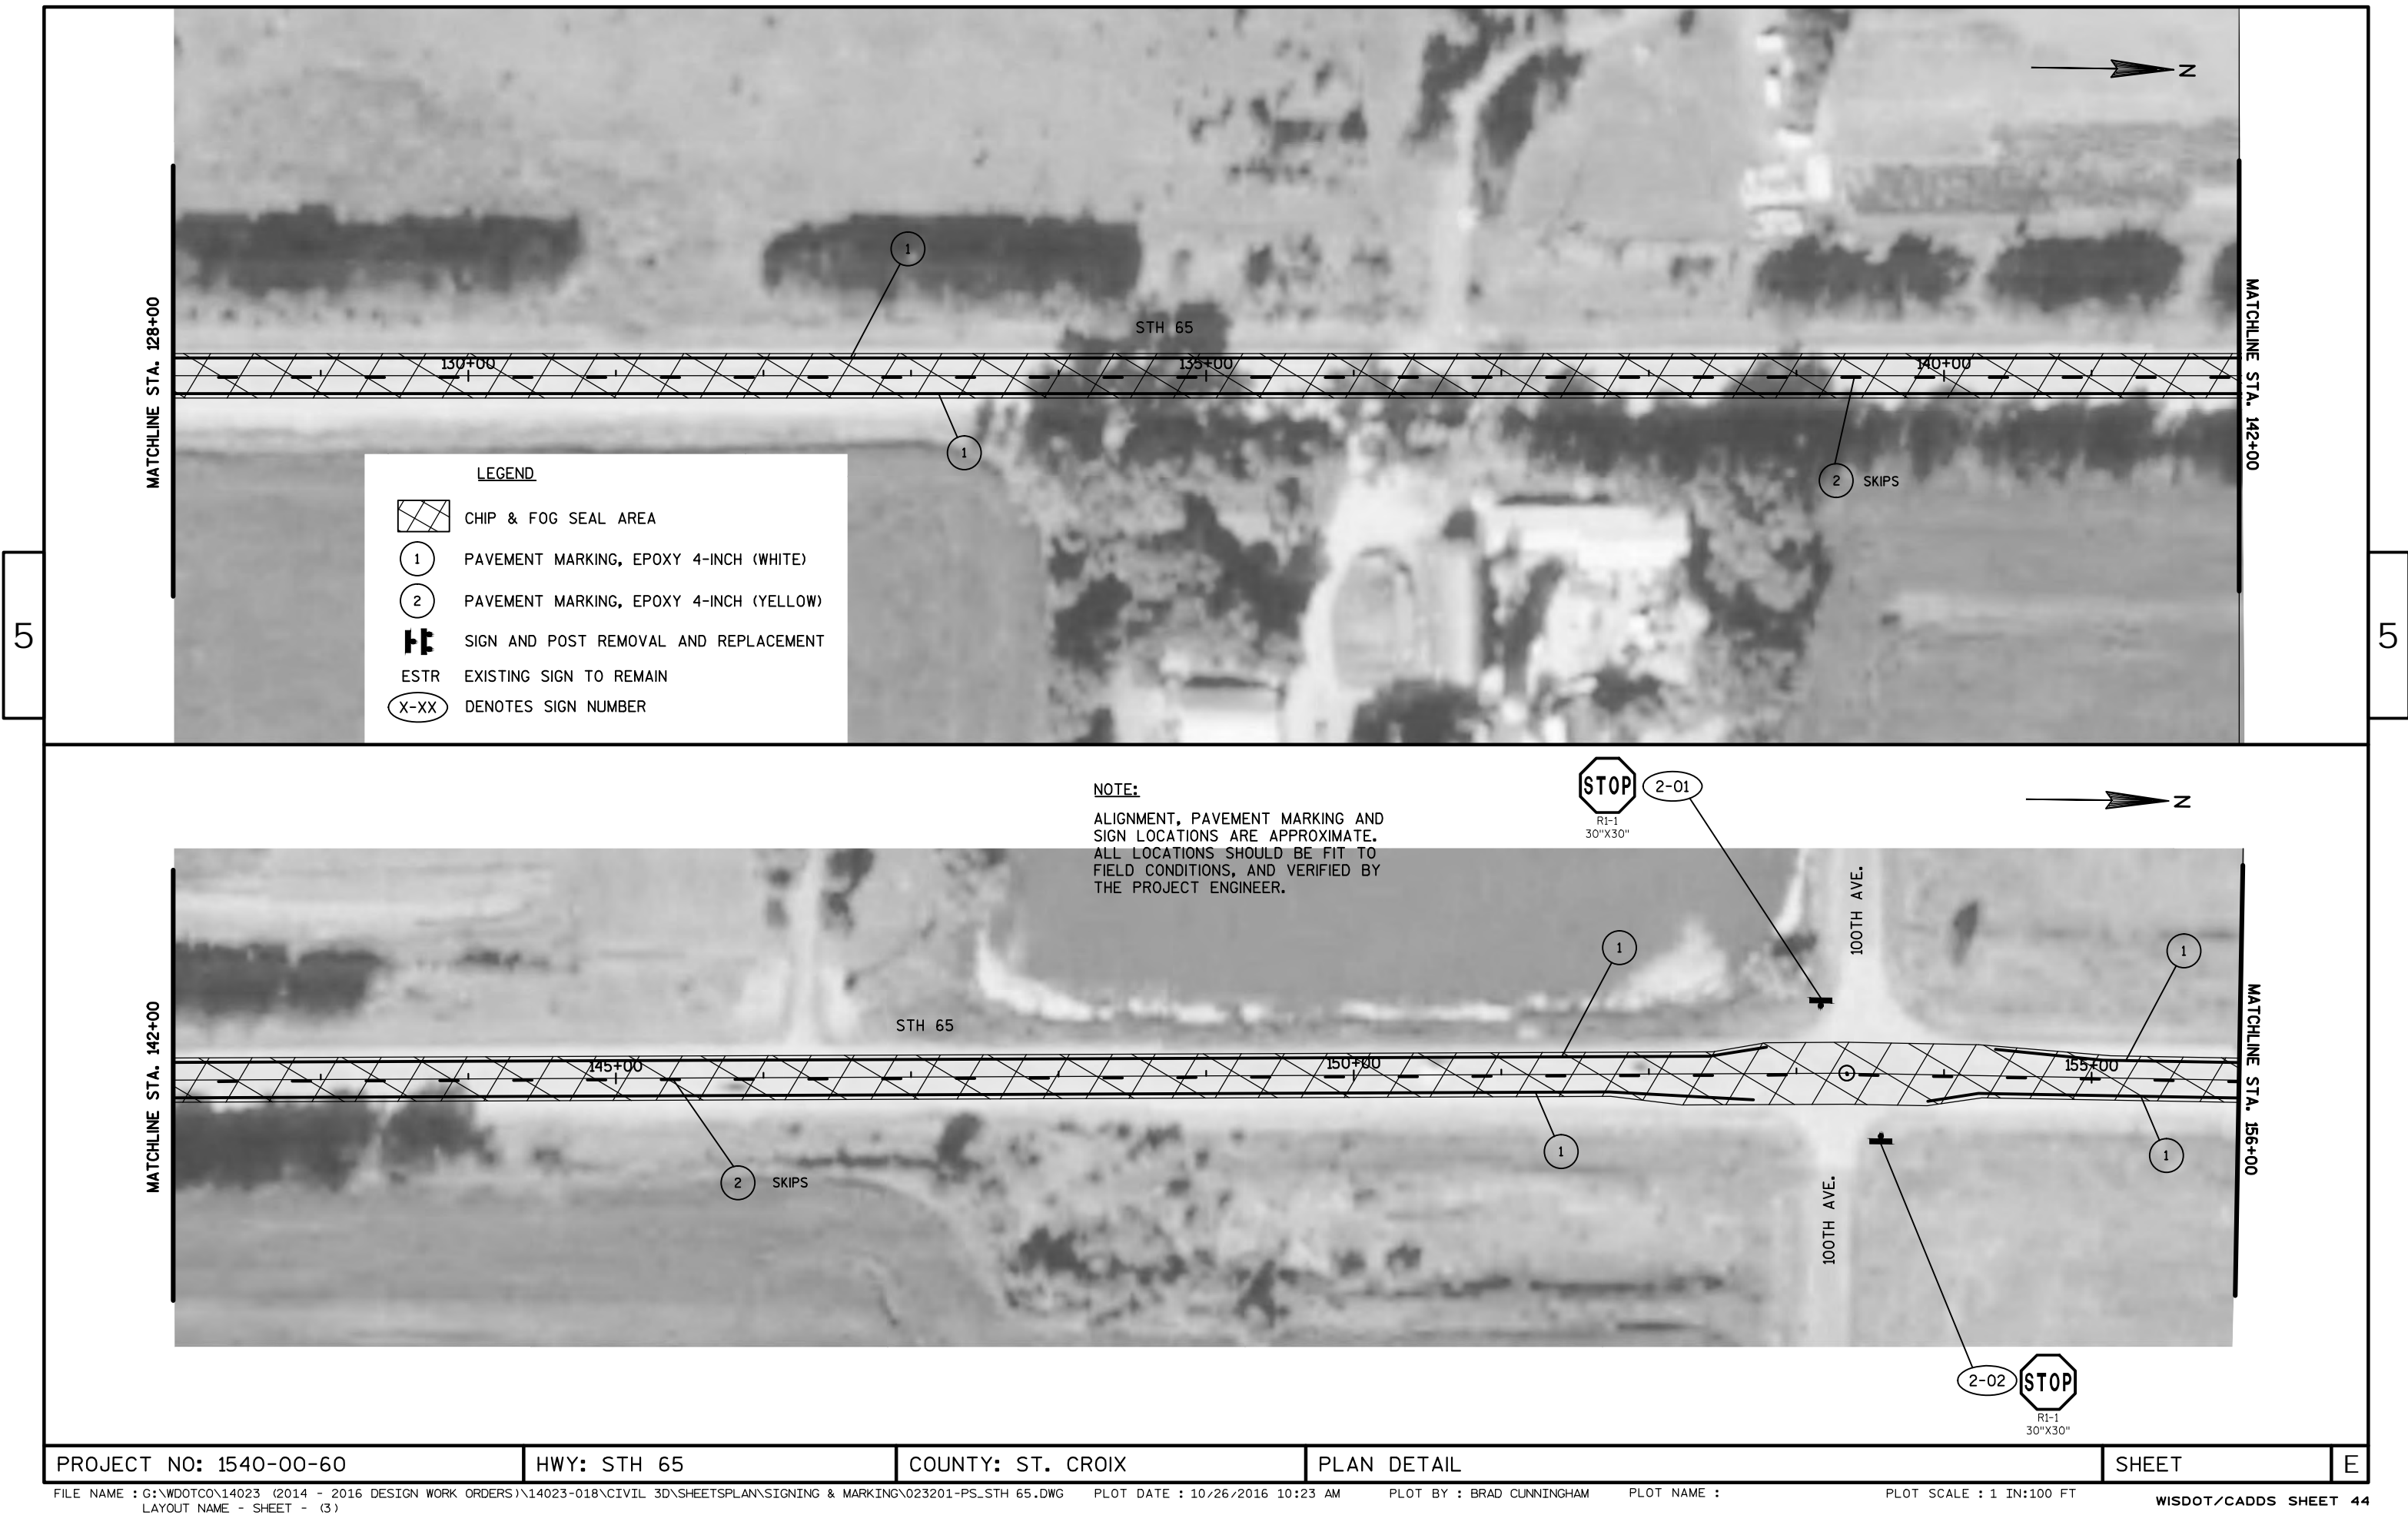 N
MATCHLINE STA. 128+00
1
STH 65
130+00
135+00
140+00
MATCHLINE STA. 142+00
1
2 SKIPS
LEGEND
CHIP & FOG SEAL AREA
1 PAVEMENT MARKING, EPOXY 4-INCH (WHITE)
2 PAVEMENT MARKING, EPOXY 4-INCH (YELLOW)
SIGN AND POST REMOVAL AND REPLACEMENT
ESTR EXISTING SIGN TO REMAIN
X-XX DENOTES SIGN NUMBER
5
5
NOTE:
ALIGNMENT, PAVEMENT MARKING AND
SIGN LOCATIONS ARE APPROXIMATE.
ALL LOCATIONS SHOULD BE FIT TO
FIELD CONDITIONS, AND VERIFIED BY
THE PROJECT ENGINEER.
STOP
R1-1
30"X30"
2-01
N
100TH AVE.
1
1
MATCHLINE STA. 142+00
STH 65
145+00
150+00
155+00
MATCHLINE STA. 156+00
2 SKIPS
1
1
100TH AVE.
2-02
STOP
R1-1
30"X30"
PROJECT NO: 1540-00-60
HWY: STH 65
COUNTY: ST. CROIX
PLAN DETAIL
SHEET
E
FILE NAME : G:\WDOTCO\14023 (2014 - 2016 DESIGN WORK ORDERS)\14023-018\CIVIL 3D\SHEETSPLAN\SIGNING & MARKING\023201-PS_STH 65.DWG
LAYOUT NAME - SHEET - (3)
PLOT DATE : 10/26/2016 10:23 AM
PLOT BY : BRAD CUNNINGHAM
PLOT NAME :
PLOT SCALE : 1 IN:100 FT
WISDOT/CADDS SHEET 44